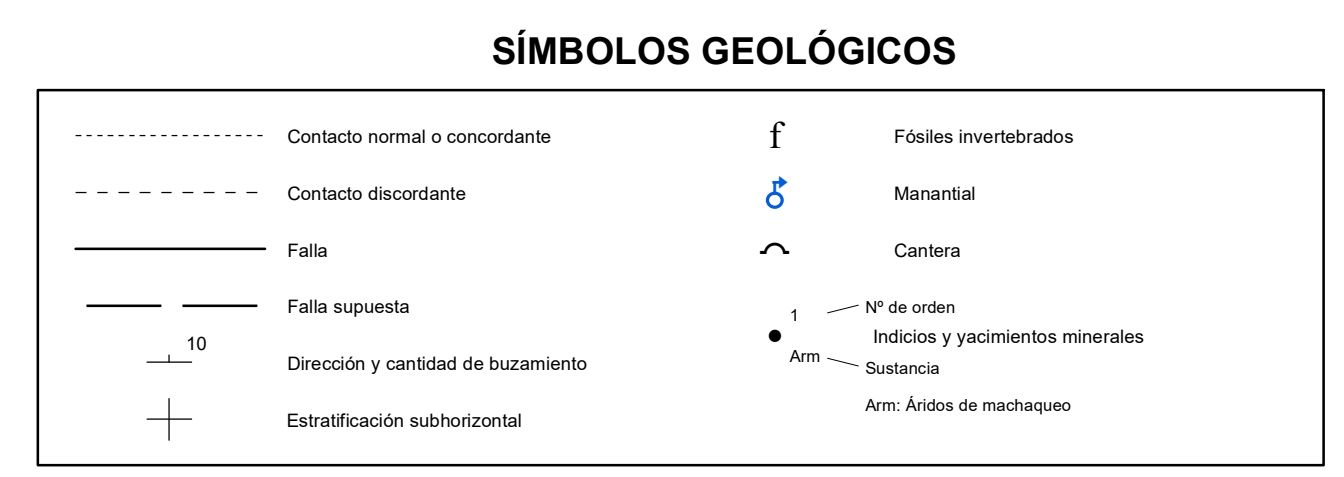 SÍMBOLOS GEOLÓGICOS
Contacto normal o concordante
Contacto discordante
Falla
Falla supuesta
10
Dirección y cantidad de buzamiento
Estratificación subhorizontal
f
Fósiles invertebrados
Manantial
Cantera
1
Nº de orden
Indicios y yacimientos minerales
Arm
Sustancia
Arm: Áridos de machaqueo